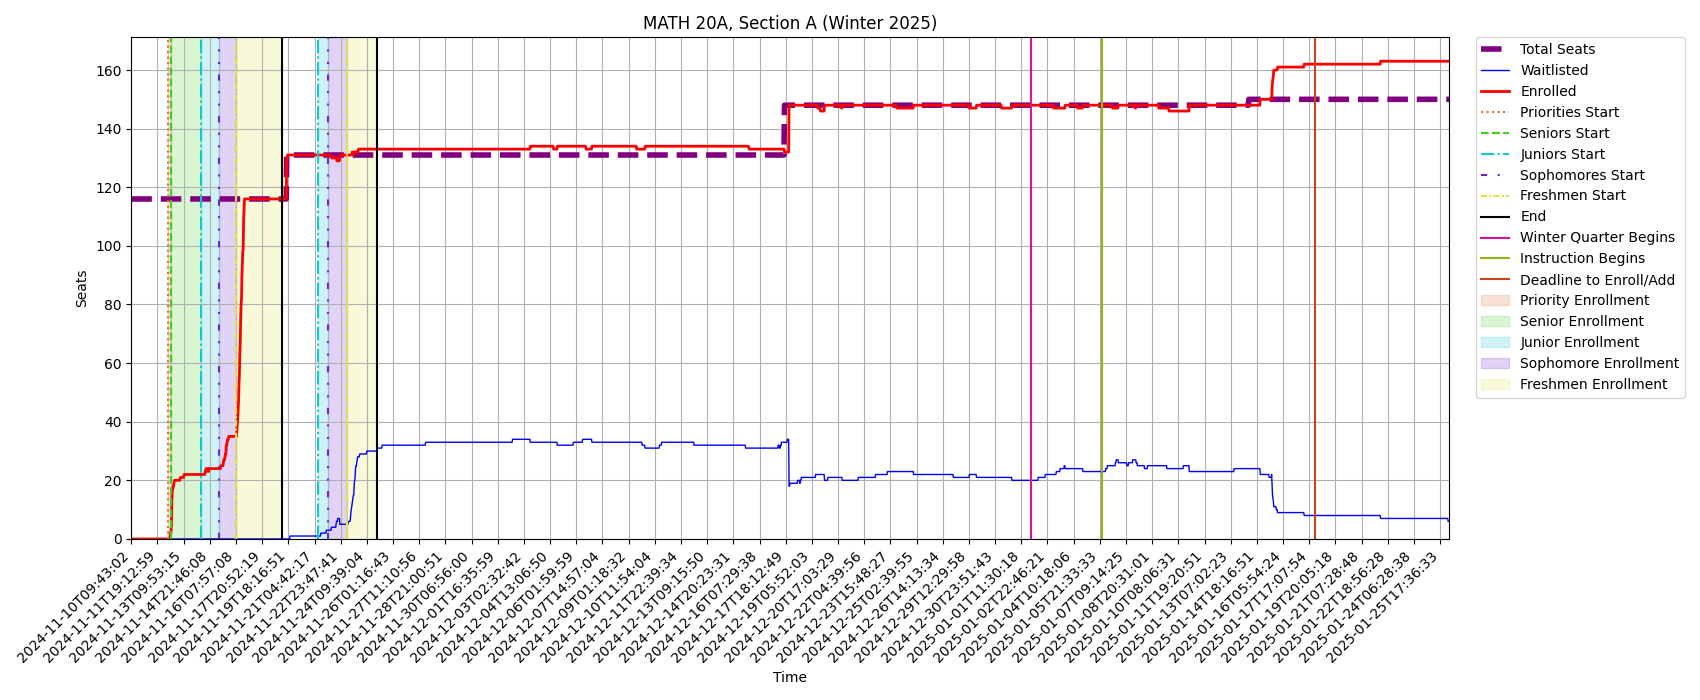 MATH 20A, Section A (Winter 2025)
Seats
160
140
120
100
80
60
40
20
0
2024-11-10T09:43:02
2024-11-11T19:12:59
2024-11-13T09:53:15
2024-11-14T21:46:08
2024-11-16T07:57:08
2024-11-17T20:52:19
2024-11-19T18:16:51
2024-11-21T04:42:17
2024-11-22T23:47:41
2024-11-24T09:39:04
2024-11-26T01:16:43
2024-11-27T11:10:56
2024-11-28T21:00:51
2024-11-30T06:56:00
2024-12-01T16:35:59
2024-12-03T02:32:42
2024-12-04T13:06:50
2024-12-06T01:59:59
2024-12-07T14:57:04
2024-12-09T01:18:32
2024-12-10T11:54:04
2024-12-11T22:39:34
2024-12-13T09:15:50
2024-12-14T20:23:31
2024-12-16T07:29:38
2024-12-17T18:12:49
2024-12-19T05:52:03
2024-12-20T17:03:29
2024-12-22T04:39:56
2024-12-23T15:48:27
2024-12-25T02:39:55
2024-12-26T14:13:34
2024-12-29T12:29:58
2024-12-30T23:51:43
2025-01-01T11:30:18
2025-01-02T22:46:21
2025-01-04T10:18:06
2025-01-05T21:33:33
2025-01-07T09:14:25
2025-01-08T20:31:01
2025-01-10T08:06:31
2025-01-11T19:20:51
2025-01-13T07:02:23
2025-01-14T18:16:51
2025-01-16T05:54:24
2025-01-17T17:07:54
2025-01-19T20:05:18
2025-01-21T07:28:48
2025-01-22T18:56:28
2025-01-24T06:28:38
2025-01-25T17:36:33
Time
Total Seats
Waitlisted
Enrolled
Priorities Start
Seniors Start
Juniors Start
Sophomores Start
Freshmen Start
End
Winter Quarter Begins
Instruction Begins
Deadline to Enroll/Add
Priority Enrollment
Senior Enrollment
Junior Enrollment
Sophomore Enrollment
Freshmen Enrollment